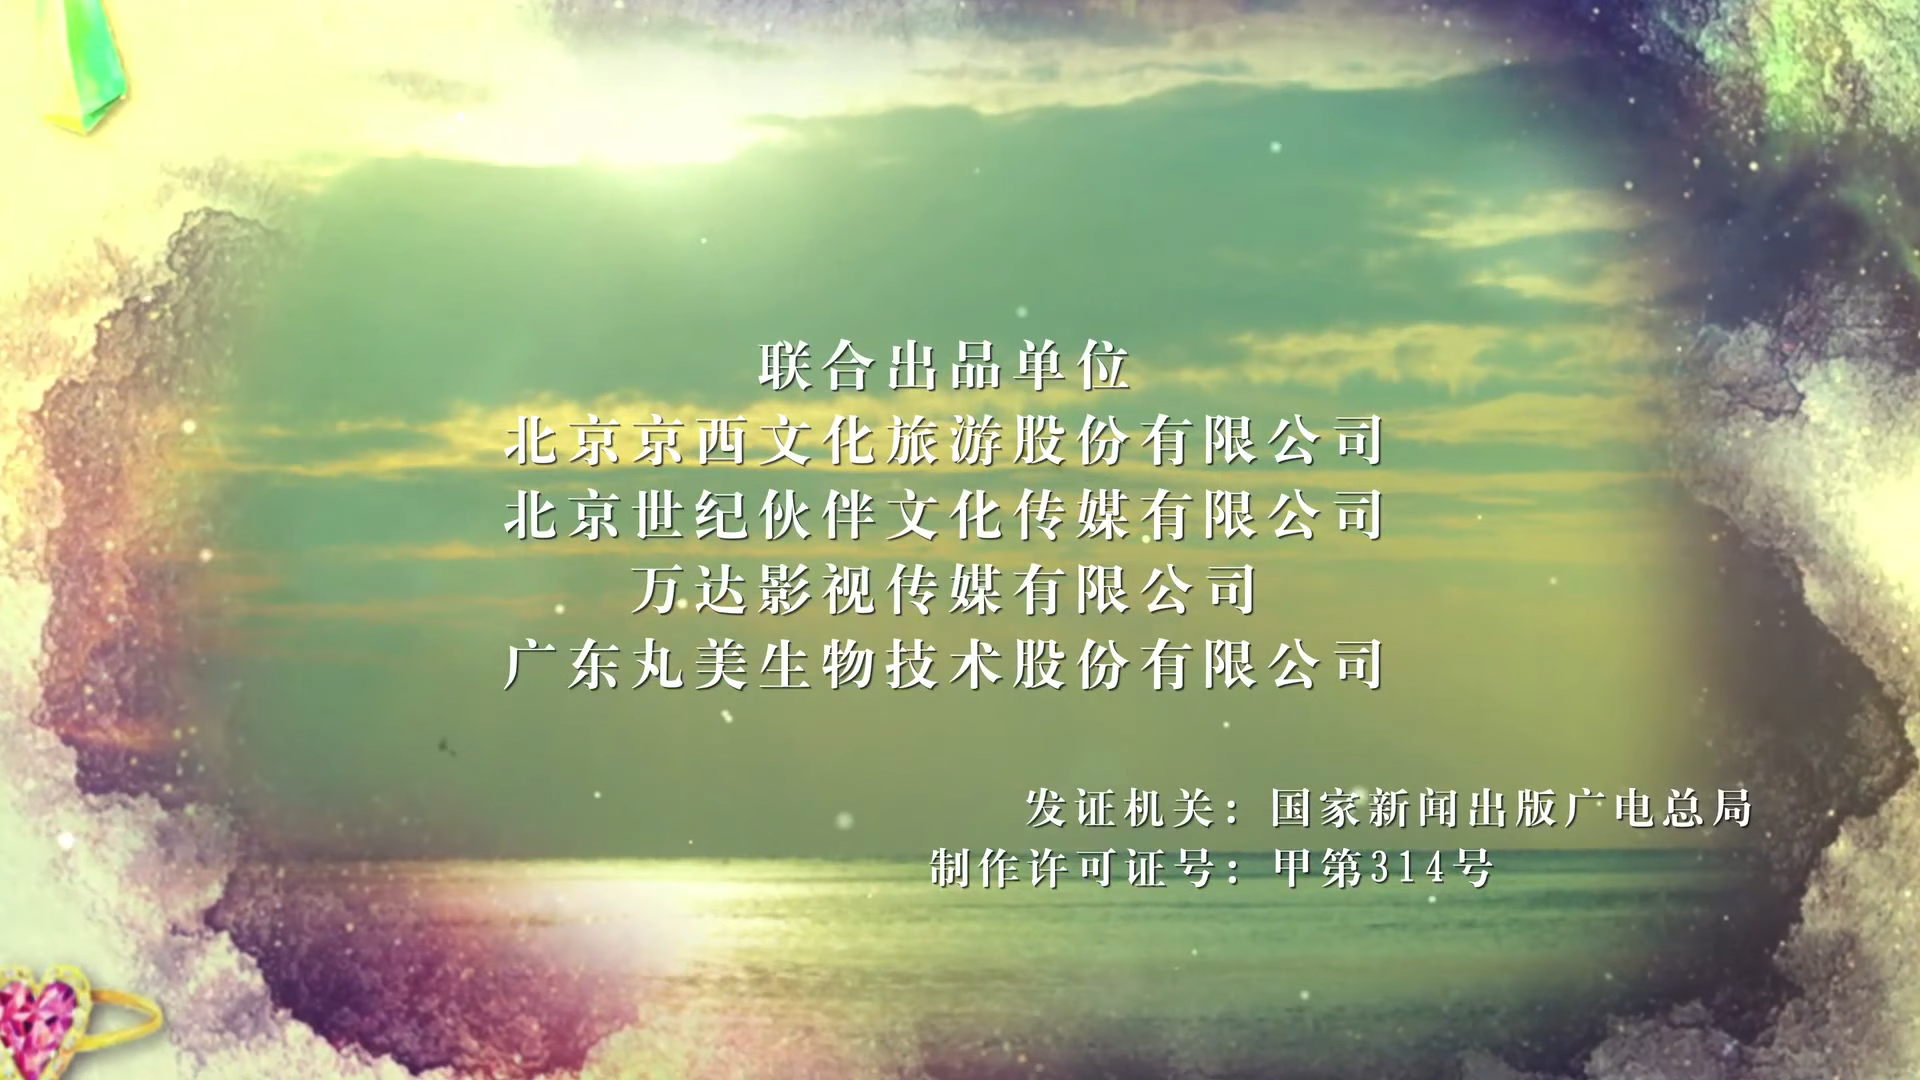 联合出品单位
北京京西文化旅游股份有限公司
北京世纪伙伴文化传媒有限公司
万达影视传媒有限公司
广东丸美生物技术股份有限公司
发证机关：国家新闻出版广电总局
制作许可证号：甲第314号